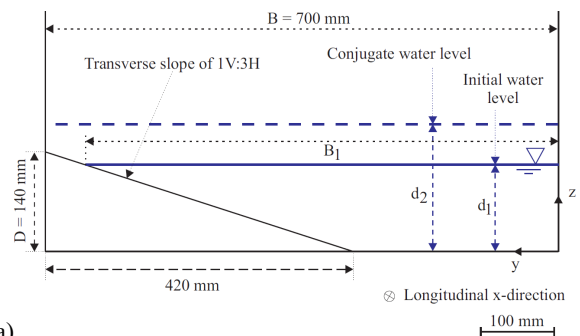 B = 700 mm
Conjugate water level
Transverse slope of 1V:3H
Initial water
level
B1
D = 140 mm
d2
d1
z
y
420 mm
⊗ Longitudinal x-direction
100 mm
a)